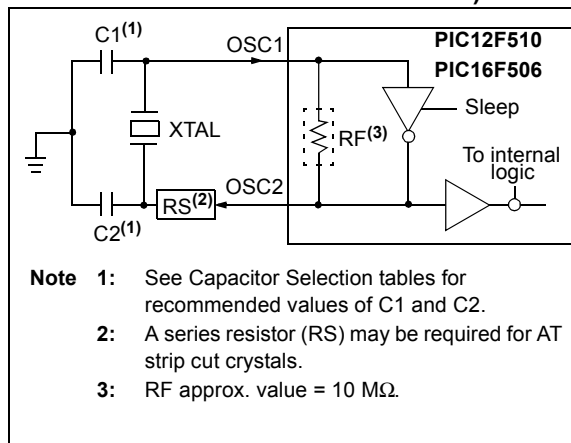 C1(1)
OSC1
PIC12F510
PIC16F506
Sleep
XTAL
RF(3)
To internal
logic
OSC2
RS(2)
C2(1)
Note 1: See Capacitor Selection tables for
recommended values of C1 and C2.
2: A series resistor (RS) may be required for AT
strip cut crystals.
3: RF approx. value = 10 MΩ.